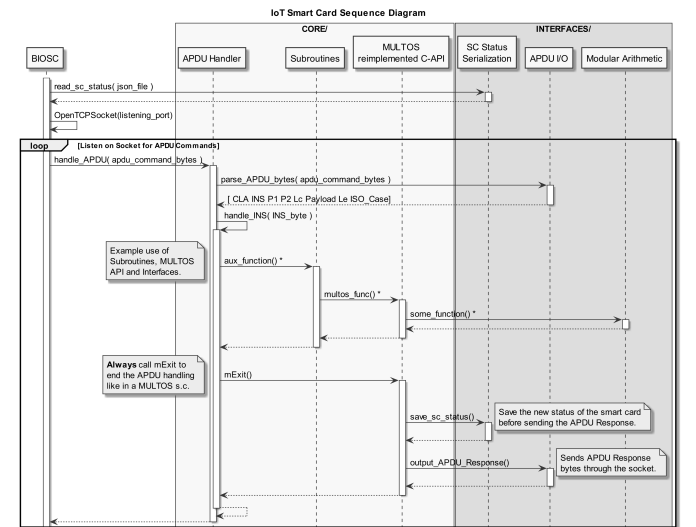 IoT Smart Card Sequence Diagram
CORE/
INTERFACES/
BIOSC
APDU Handler
Subroutines
MULTOS
reimplemented C-API
SC Status
Serialization
APDU I/O
Modular Arithmetic
read_sc_status( json_file )
OpenTCPSocket(listening_port)
loop
[Listen on Socket for APDU Commands]
handle_APDU( apdu_command_bytes )
parse_APDU_bytes( apdu_command_bytes )
[ CLA INS P1 P2 Lc Payload Le ISO_Case]
handle_INS( INS_byte )
Example use of
Subroutines, MULTOS
API and Interfaces.
aux_function() *
multos_func() *
some_function() *
Always call mExit to
end the APDU handling
like in a MULTOS s.c.
mExit()
save_sc_status()
Save the new status of the smart card
before sending the APDU Response.
output_APDU_Response()
Sends APDU Response
bytes through the socket.